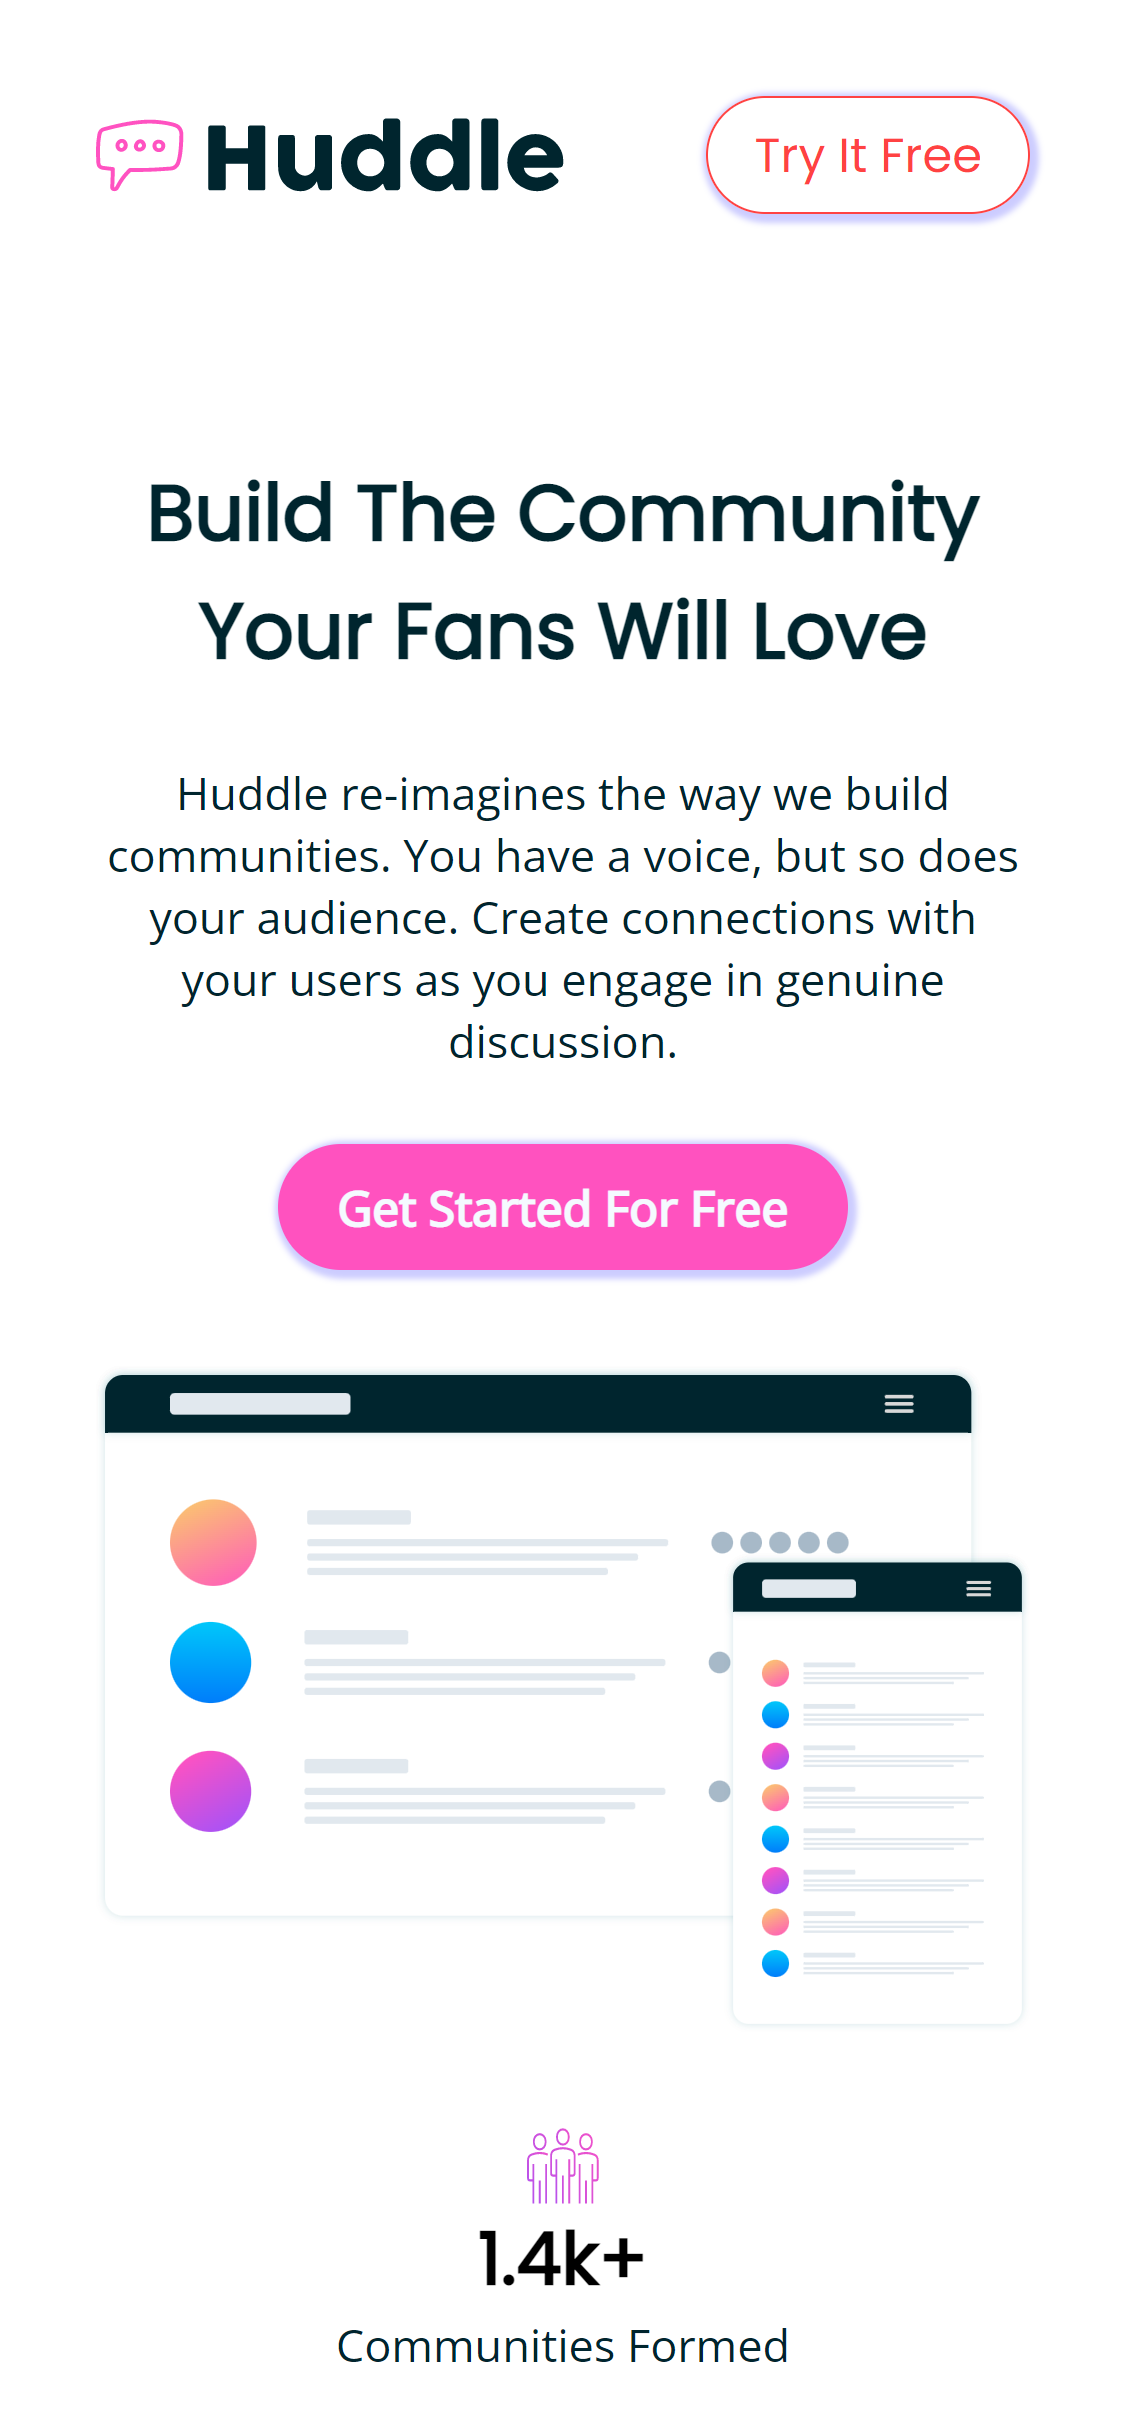 Huddle
Try It Free
Build The Community
Your Fans Will Love
Huddle re-imagines the way we build
communities. You have a voice, but so does
your audience. Create connections with
your users as you engage in genuine
discussion.
Get Started For Free
1.4k+
Communities Formed